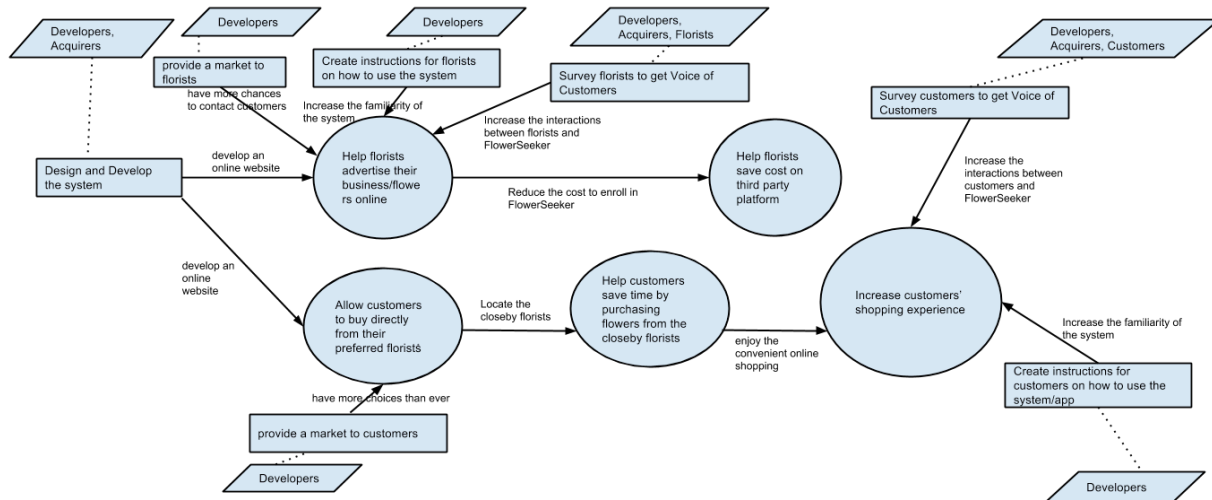 Developers,
Acquirers
Developers
Developers
Developers,
Acquirers, Florists
Developers,
Acquirers, Customers
provide a market to
florists
Create instructions for florists
on how to use the system
Survey florists to get Voice of
Customers
Survey customers to get Voice of
Customers
have more chances
to contact customers
Increase the familiarity of
the system
Increase the interactions
between florists and
FlowerSeeker
Design and Develop
the system
develop an
online website
Help florists
advertise their
business/flowe
rs online
Reduce the cost to enroll in
FlowerSeeker
Help florists
save cost on
third party
platform
Increase the
interactions between
customers and
FlowerSeeker
develop an
online
website
Allow customers
to buy directly
from their
preferred florists
Locate the
closeby florists
Help customers
save time by
purchasing
flowers from the
closeby florists
enjoy the
convenient online
shopping
Increase customers'
shopping experience
Increase the familiarity of
the system
Create instructions for
customers on how to use the
system/app
have more choices than ever
provide a market to customers
Developers
Developers